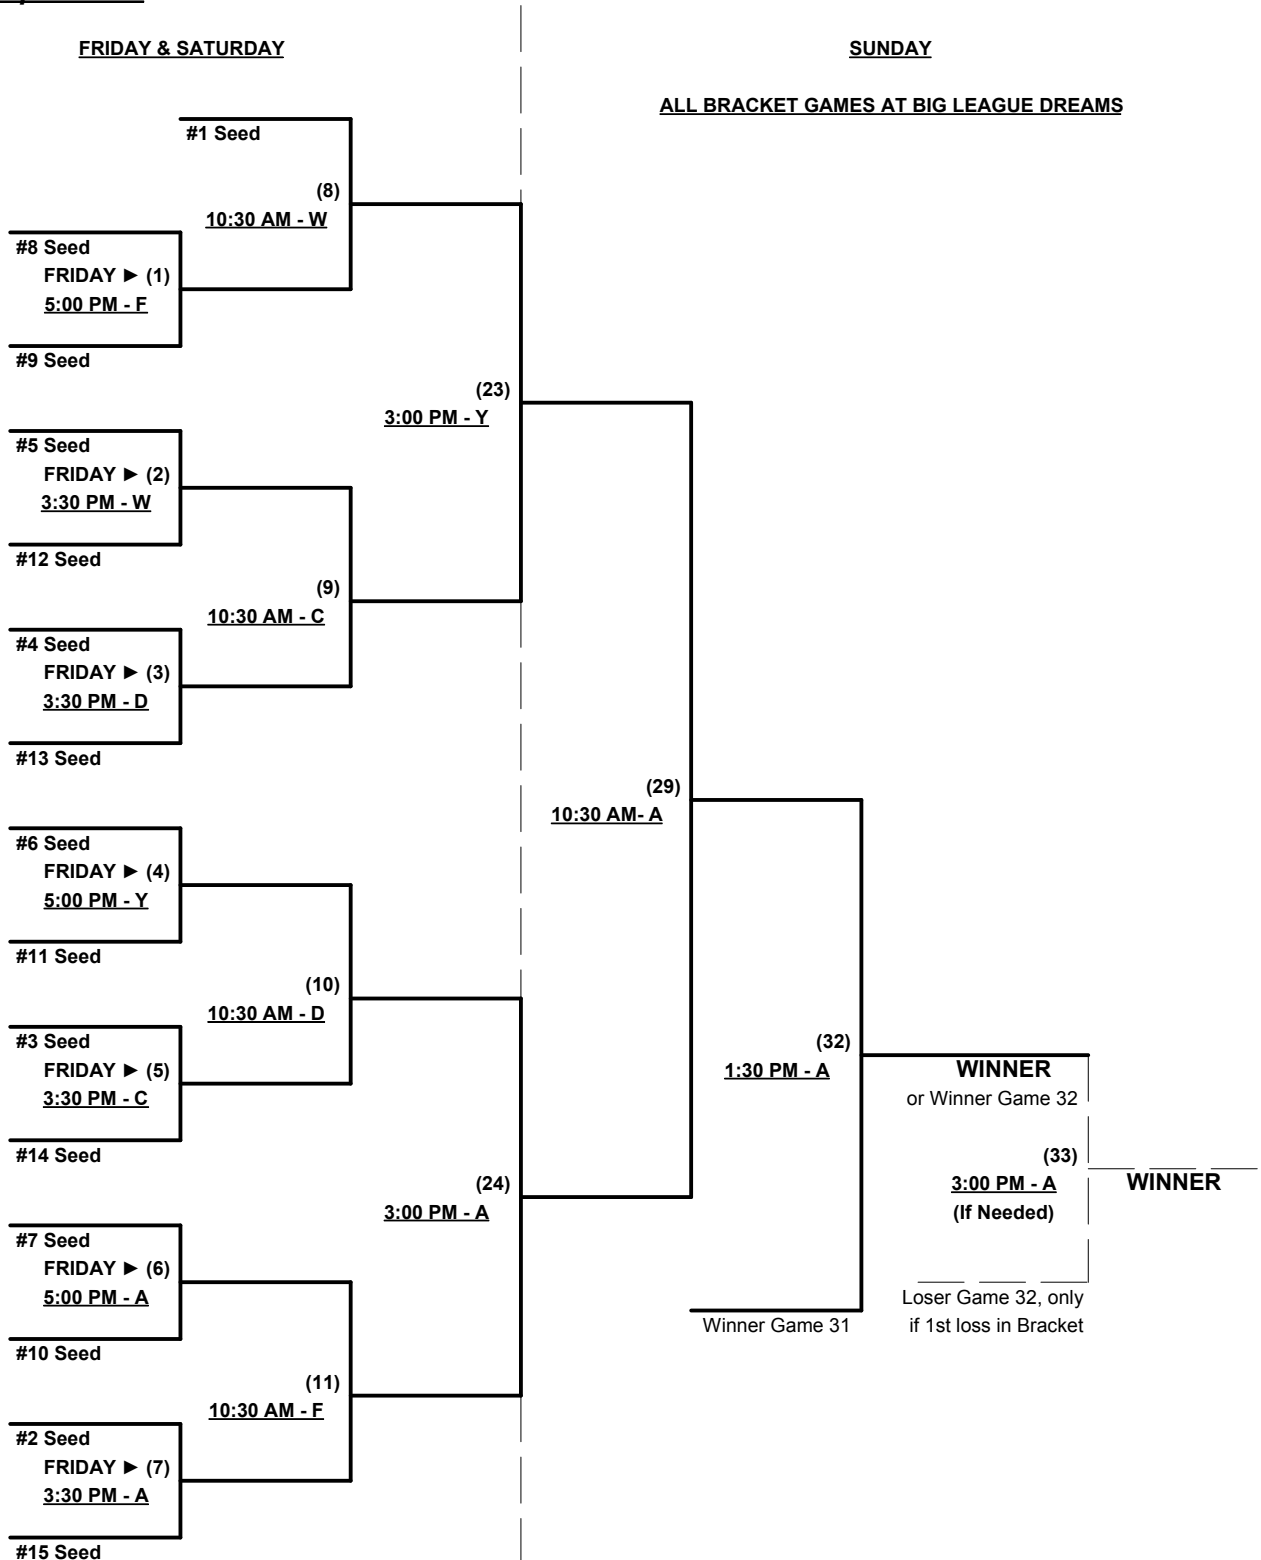 FRIDAY & SATURDAY
SUNDAY
ALL BRACKET GAMES AT BIG LEAGUE DREAMS
#1 Seed
(8)
10:30 AM - W
#8 Seed
FRIDAY ► (1)
5:00 PM - F
#9 Seed
(23)
3:00 PM - Y
#5 Seed
FRIDAY ► (2)
3:30 PM - W
#12 Seed
(9)
10:30 AM - C
#4 Seed
FRIDAY ► (3)
3:30 PM - D
#13 Seed
(29)
10:30 AM- A
#6 Seed
FRIDAY ► (4)
5:00 PM - Y
#11 Seed
(10)
10:30 AM - D
#3 Seed
FRIDAY ► (5)
3:30 PM - C
#14 Seed
(32)
1:30 PM - A
WINNER
or Winner Game 32
(33)
3:00 PM - A
(If Needed)
WINNER
(24)
3:00 PM - A
#7 Seed
FRIDAY ► (6)
5:00 PM - A
#10 Seed
Winner Game 31
Loser Game 32, only
if 1st loss in Bracket
(11)
10:30 AM - F
#2 Seed
FRIDAY ► (7)
3:30 PM - A
#15 Seed